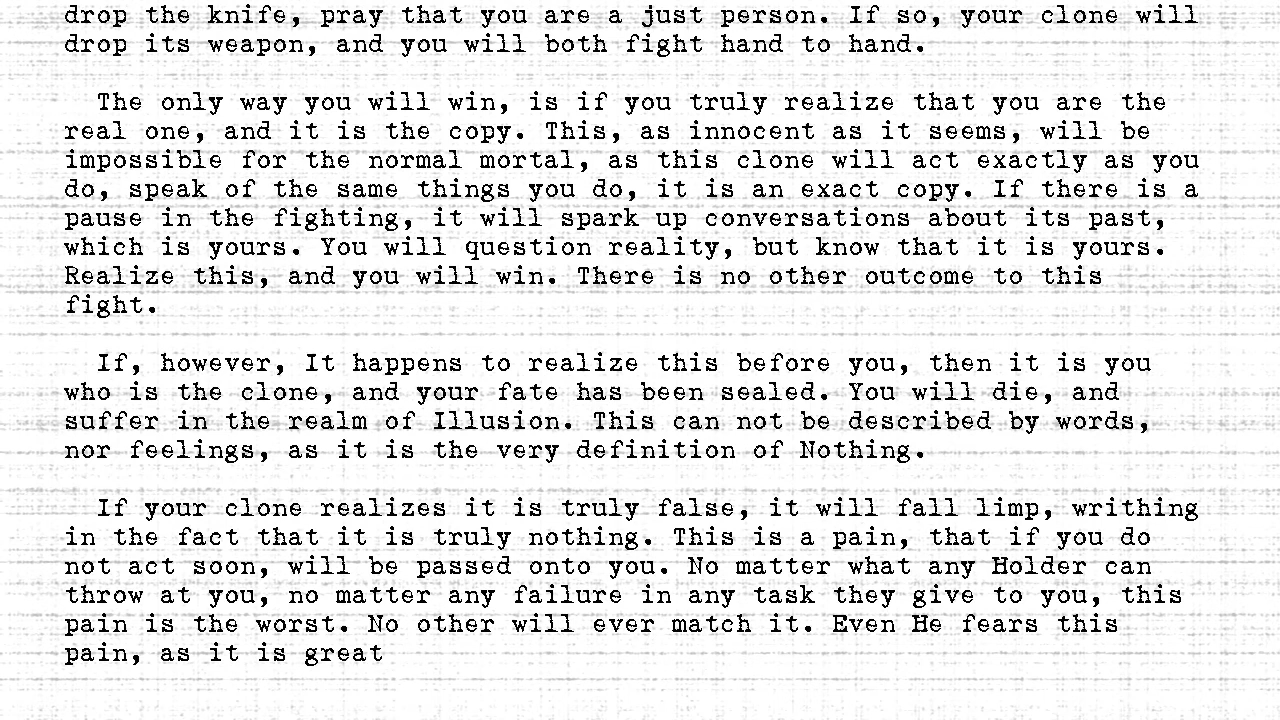 drop the knife, pray that you are a just person. If so, your clone will
drop its weapon, and you will both fight hand to hand.
The only way you will win, is if you truly realize that you are the
real one, and it is the copy. This, as innocent as it seems, will be
impossible for the normal mortal, as this clone will act exactly as you
do, speak of the same things you do, it is an exact copy. If there is a
pause in the fighting, it will spark up conversations about its past,
which is yours. You will question reality, but know that it is yours.
Realize this, and you will win. There is no other outcome to this
fight.
If, however, It happens to realize this before you, then it is you
who is the clone, and your fate has been sealed. You will die, and
suffer in the realm of Illusion. This can not be described by words,
nor feelings, as it is the very definition of Nothing.
If your clone realizes it is truly false, it will fall limp, writhing
in the fact that it is truly nothing. This is a pain, that if you do
not act soon, will be passed onto you. No matter what any Holder can
throw at you, no matter any failure in any task they give to you, this
pain is the worst. No other will ever match it. Even He fears this
pain, as it is great